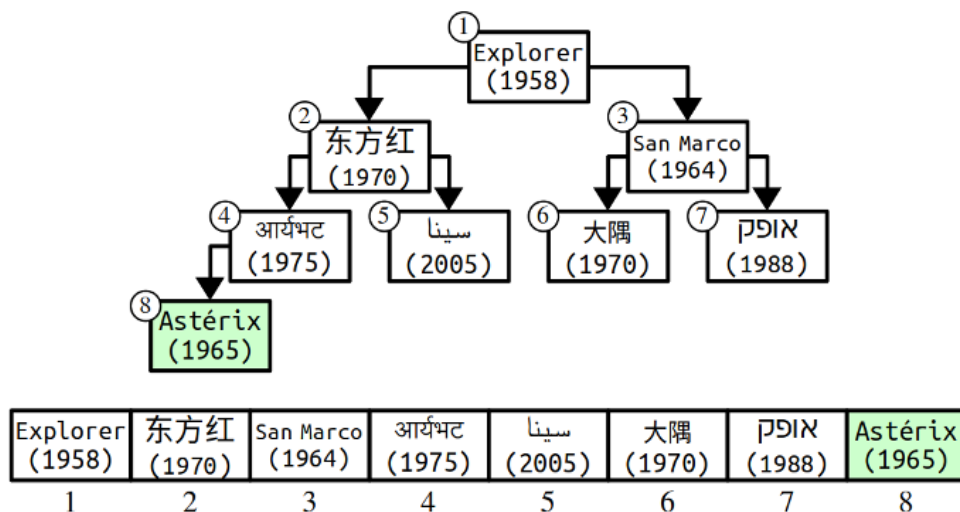 1
Explorer
(1958)
2
东方红
(1970)
3
San Marco
(1964)
4
आर्यभट
(1975)
5
سينا
(2005)
6
大隅
(1970)
7
אופק
(1988)
8
Astérix
(1965)
Explorer
(1958)
东方红
(1970)
San Marco
(1964)
आर्यभट
(1975)
سينا
(2005)
大隅
(1970)
אופק
(1988)
Astérix
(1965)
1 2 3 4 5 6 7 8